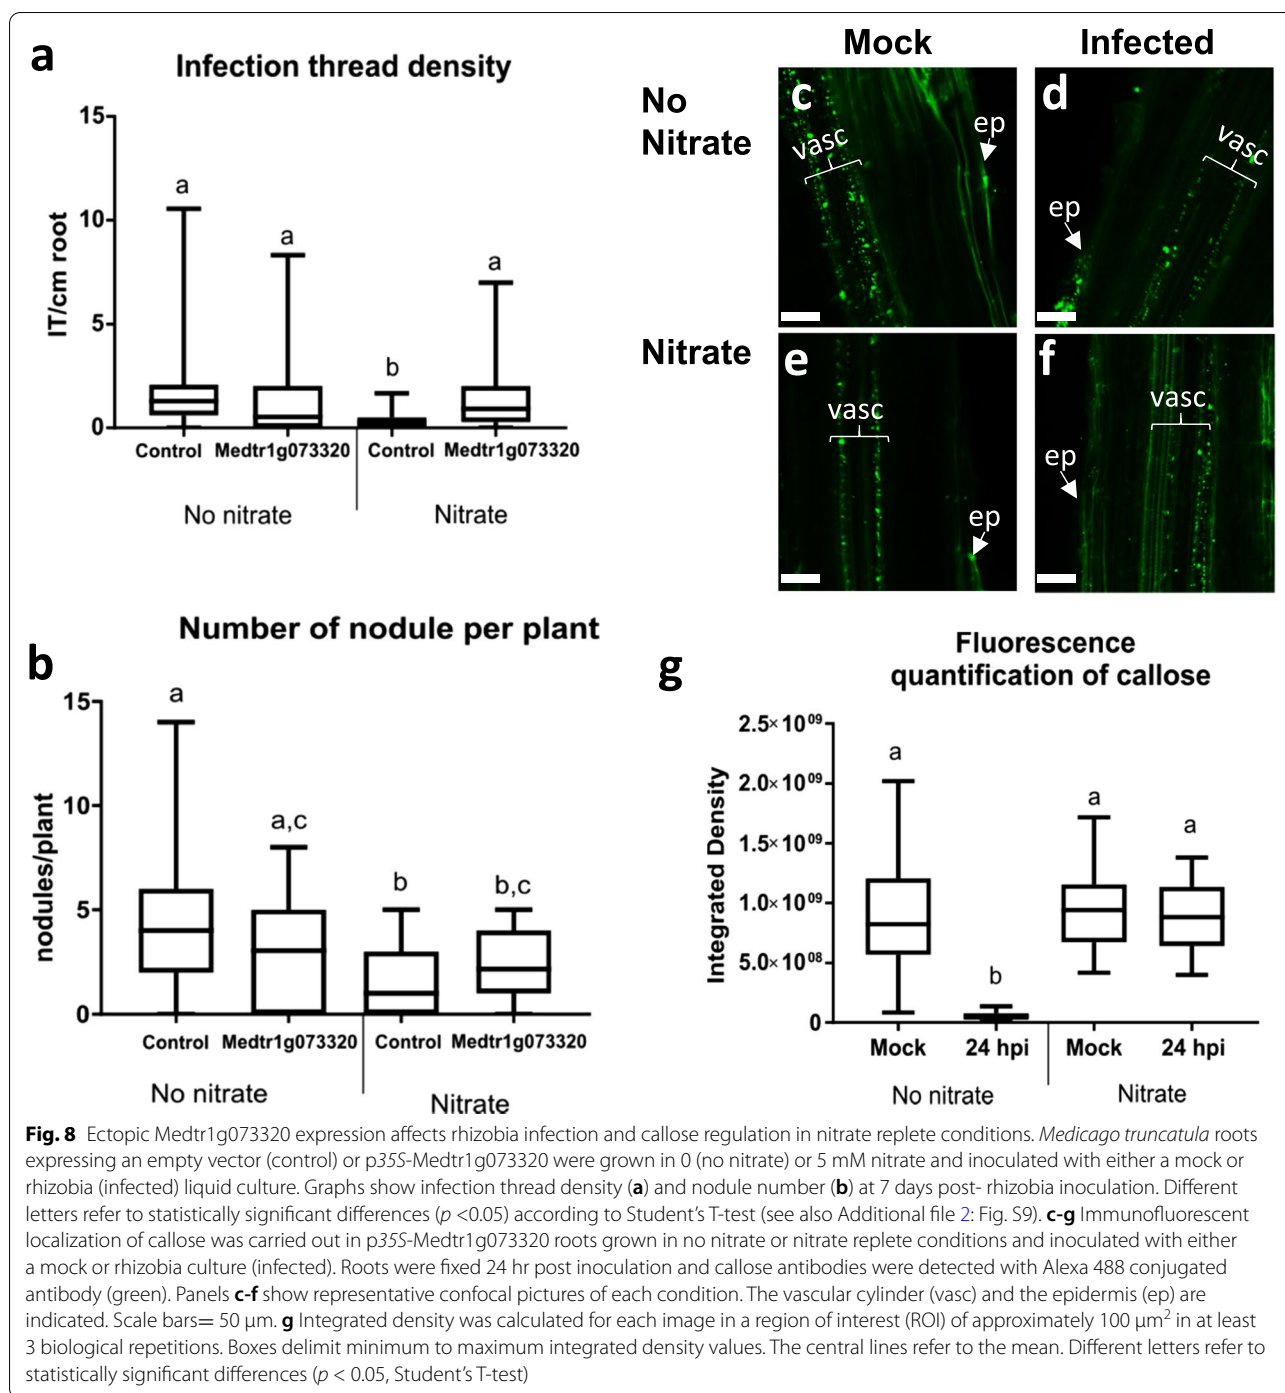 a
Infection thread density
15
10
5
0
IT/cm root
a
a
b
a
Control
Medtr1g073320
Control
Medtr1g073320
No nitrate
Nitrate
Mock
Infected
No
Nitrate
Nitrate
c
vasc
ep
d
vasc
ep
e
vasc
ep
f
vasc
ep
b
Number of nodule per plant
15
10
5
0
nodules/plant
a
a,c
b
b,c
Control
Medtr1g073320
Control
Medtr1g073320
No nitrate
Nitrate
g
Fluorescence
quantification of callose
2.5× 10⁰⁹
2.0× 10⁰⁹
1.5× 10⁰⁹
1.0× 10⁰⁹
5.0× 10⁰⁸
0
Integrated Density
a
b
a
a
Mock
24 hpi
Mock
24 hpi
No nitrate
Nitrate
Fig. 8 Ectopic Medtr1g073320 expression affects rhizobia infection and callose regulation in nitrate replete conditions. Medicago truncatula roots
expressing an empty vector (control) or p35S-Medtr1g073320 were grown in 0 (no nitrate) or 5 mM nitrate and inoculated with either a mock or
rhizobia (infected) liquid culture. Graphs show infection thread density (a) and nodule number (b) at 7 days post- rhizobia inoculation. Different
letters refer to statistically significant differences (p <0.05) according to Student’s T-test (see also Additional file 2: Fig. S9). c-g Immunofluorescent
localization of callose was carried out in p35S-Medtr1g073320 roots grown in no nitrate or nitrate replete conditions and inoculated with either
a mock or rhizobia culture (infected). Roots were fixed 24 hr post inoculation and callose antibodies were detected with Alexa 488 conjugated
antibody (green). Panels c-f show representative confocal pictures of each condition. The vascular cylinder (vasc) and the epidermis (ep) are
indicated. Scale bars= 50 µm. g Integrated density was calculated for each image in a region of interest (ROI) of approximately 100 µm² in at least
3 biological repetitions. Boxes delimit minimum to maximum integrated density values. The central lines refer to the mean. Different letters refer to
statistically significant differences (p < 0.05, Student’s T-test)